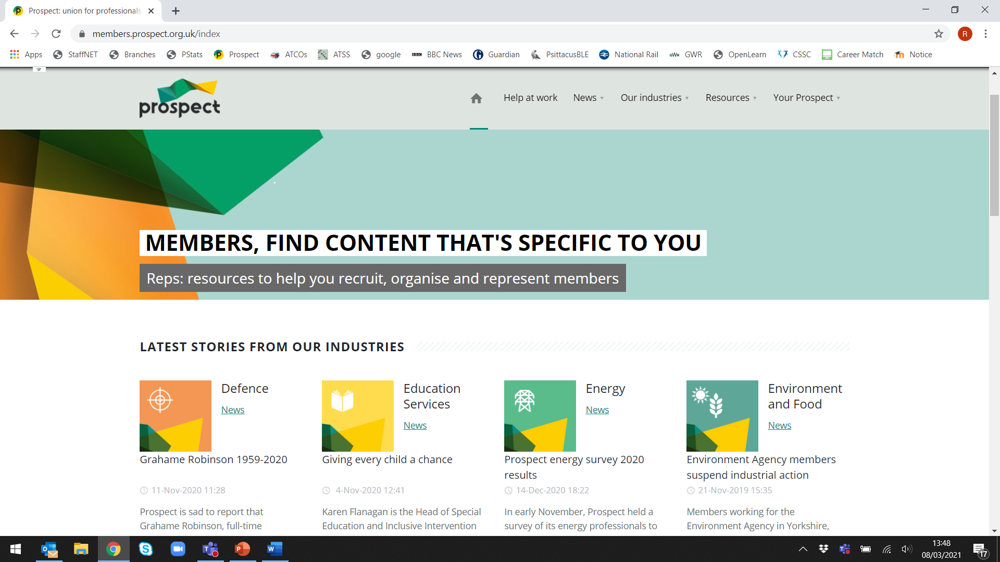 Prospect: union for professionals
members.prospect.org.uk/index
R
Apps StaffNET Branches PStats Prospect ATCOs ATSS google BBC News Guardian PsittacusBLE National Rail GWR OpenLearn CSSC Career Match Notice
prospect
Help at work News Our industries Resources Your Prospect
MEMBERS, FIND CONTENT THAT'S SPECIFIC TO YOU
Reps: resources to help you recruit, organise and represent members
LATEST STORIES FROM OUR INDUSTRIES
Defence
News
Grahame Robinson 1959-2020
11-Nov-2020 11:28
Prospect is sad to report that
Grahame Robinson, full-time
Education
Services
News
Giving every child a chance
4-Nov-2020 12:41
Karen Flanagan is the Head of Special
Education and Inclusive Intervention
Energy
News
Prospect energy survey 2020
results
14-Dec-2020 18:22
In early November, Prospect held a
survey of its energy professionals to
Environment
and Food
News
Environment Agency members
suspend industrial action
21-Nov-2019 15:35
Members working for the
Environment Agency in Yorkshire,
13:48
08/03/2021
17